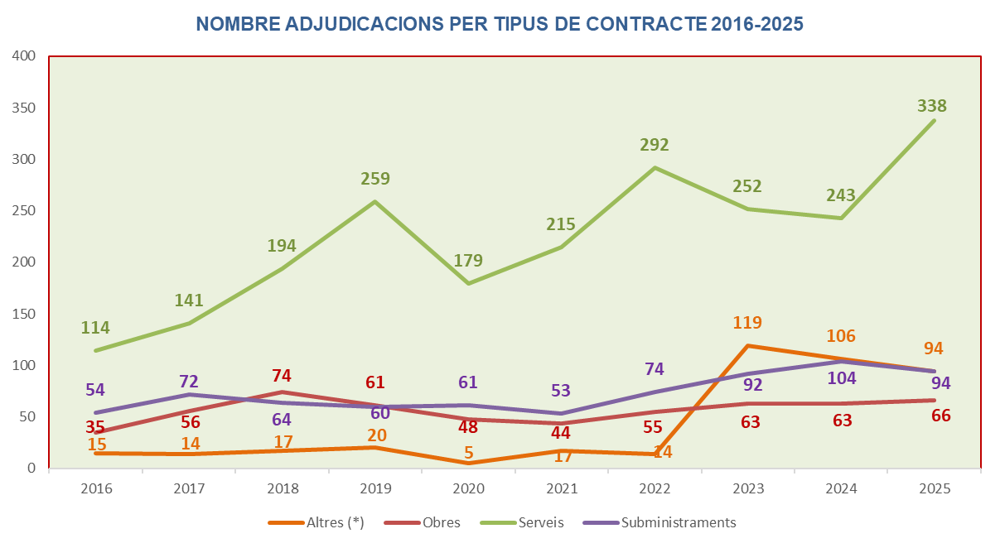 NOMBRE ADJUDICACIONS PER TIPUS DE CONTRACTE 2016-2025
400
350
300
250
200
150
100
50
0
114 141 194 259 179 215 292 252 243 338
54 72 64 60 61 53 74 92 104 94
35 56 74 61 48 44 55 63 63 66
15 14 17 20 5 17 14 119 106 94
2016 2017 2018 2019 2020 2021 2022 2023 2024 2025
Altres (*) Obres Serveis Subministraments